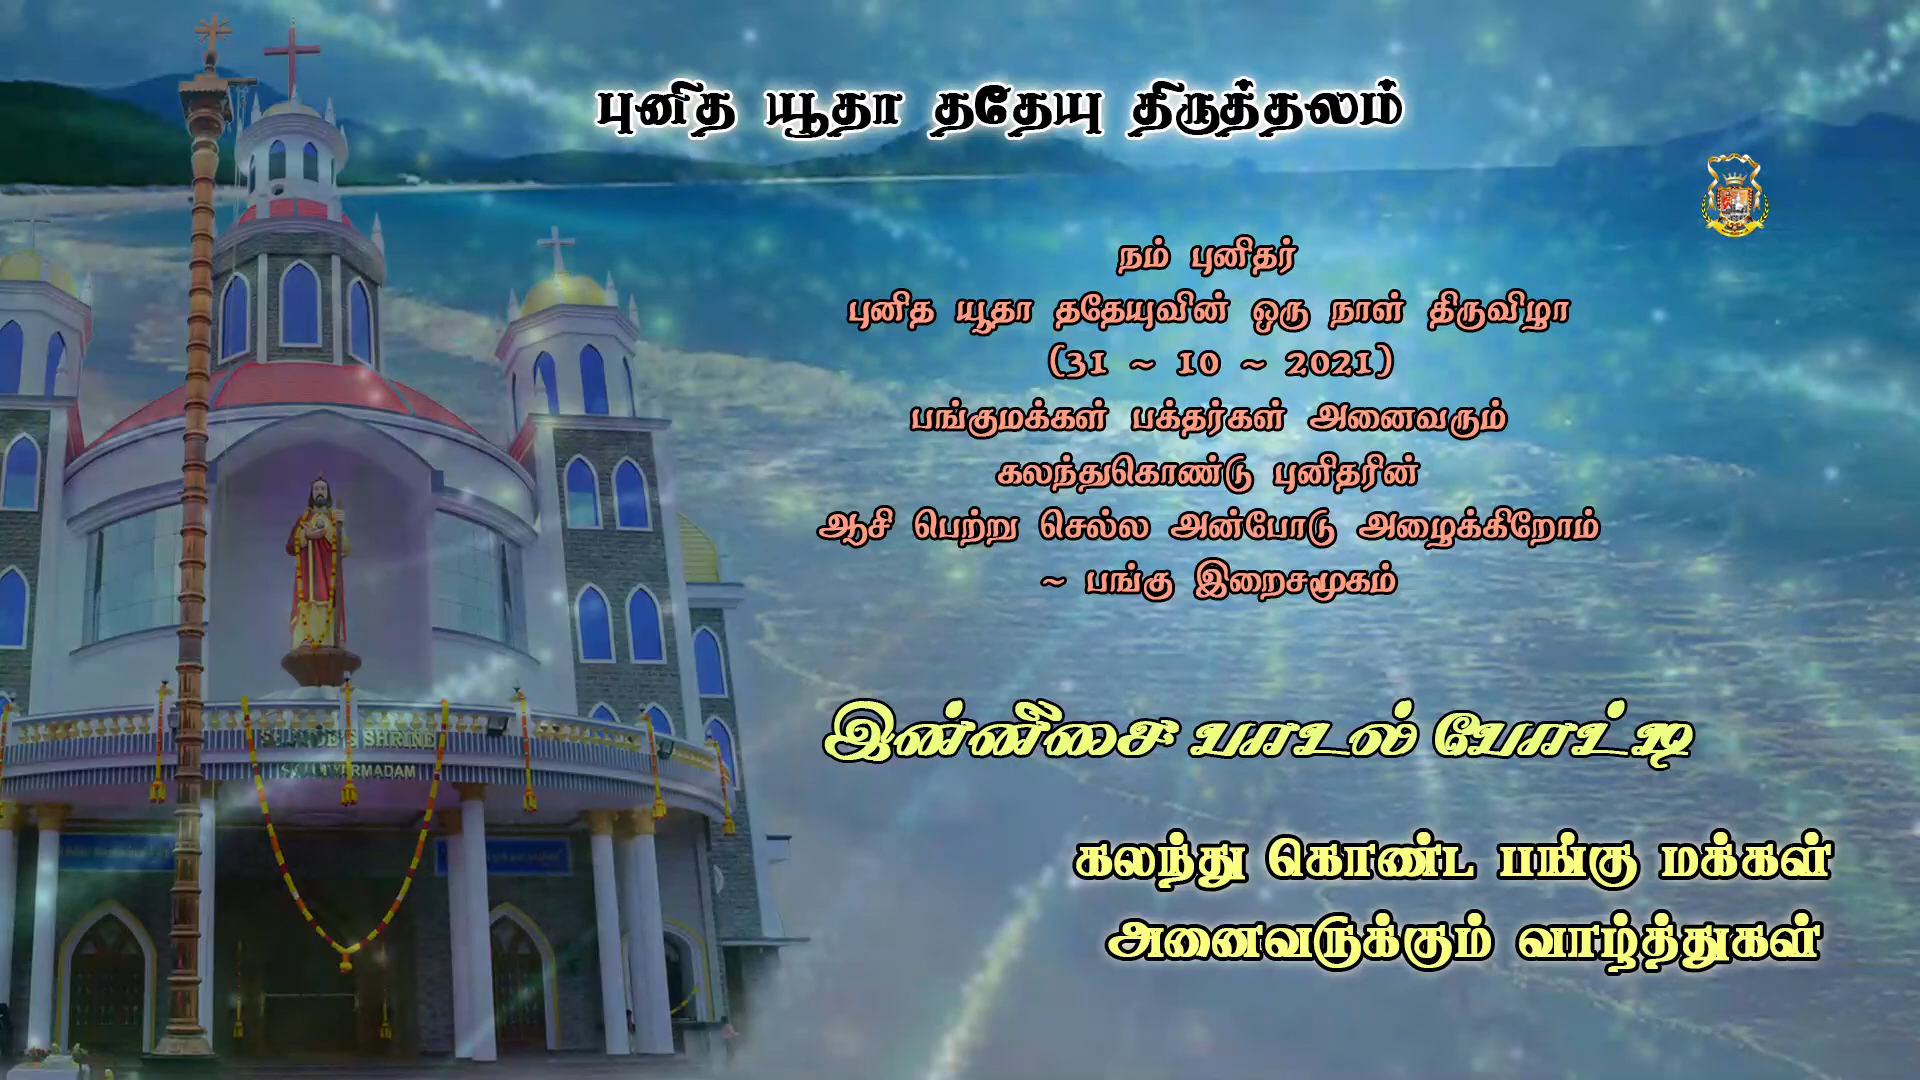 புனித யூதா ததேயு திருத்தலம்
நம் புனிதர்
புனித யூதா ததேயுவின் ஒரு நாள் திருவிழா
(31 ~ 10 ~ 2021)
பங்குமக்கள் பக்தர்கள் அனைவரும்
கலந்துகொண்டு புனிதரின்
ஆசி பெற்று செல்ல அன்போடு அழைக்கிறோம்
~ பங்கு இறைசமூகம்
இன்னிசை பாடல் போட்டி
கலந்து கொண்ட பங்கு மக்கள்
அனைவருக்கும் வாழ்த்துகள்
SHRINE